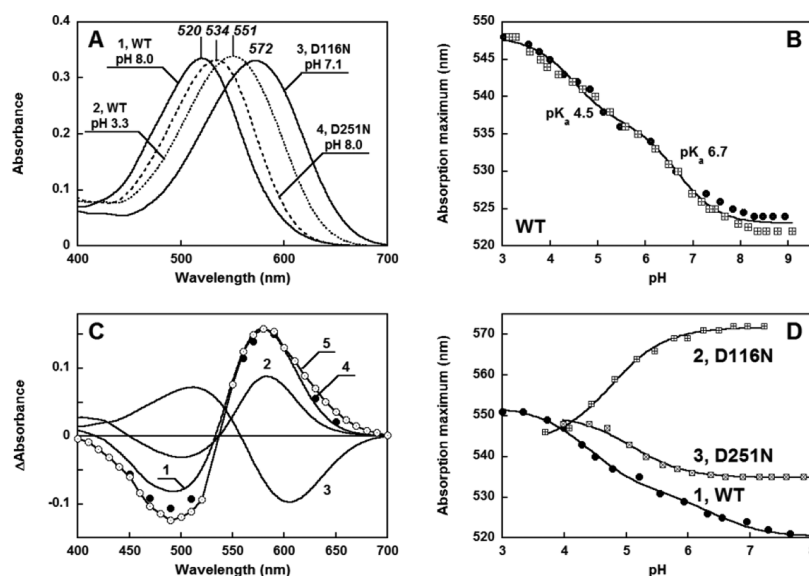 A
520 534 551
572
1, WT
pH 8.0
3, D116N
pH 7.1
2, WT
pH 3.3
4, D251N
pH 8.0
Absorbance
0.4
0.3
0.2
0.1
0
400 500 600 700
Wavelength (nm)
B
pKa 4.5
pKa 6.7
WT
Absorption maximum (nm)
550
545
540
535
530
525
520
3 4 5 6 7 8 9
pH
C
5
4
2
1
3
ΔAbsorbance
0.1
0
-0.1
400 450 500 550 600 650 700
Wavelength (nm)
D
2, D116N
3, D251N
1, WT
Absorption maximum (nm)
570
560
550
540
530
520
3 4 5 6 7
pH